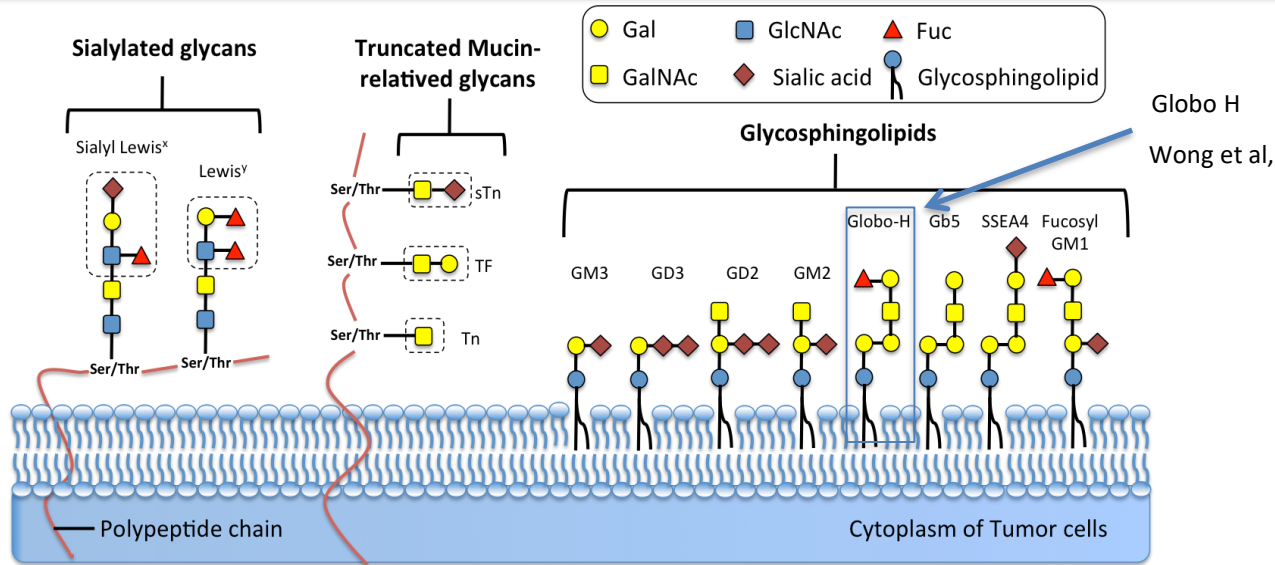 Sialylated glycans
Truncated Mucin-
relatived glycans
Gal
GlcNAc
Fuc
GalNAc
Sialic acid
Glycosphingolipid
Globo H
Wong et al,
Glycosphingolipids
Sialyl Lewisˣ
Lewisʸ
Ser/Thr
sTn
Ser/Thr
TF
Ser/Thr
Tn
Ser/Thr
Ser/Thr
GM3
GD3
GD2
GM2
Globo-H
Gb5
SSEA4
Fucosyl
GM1
Polypeptide chain
Cytoplasm of Tumor cells